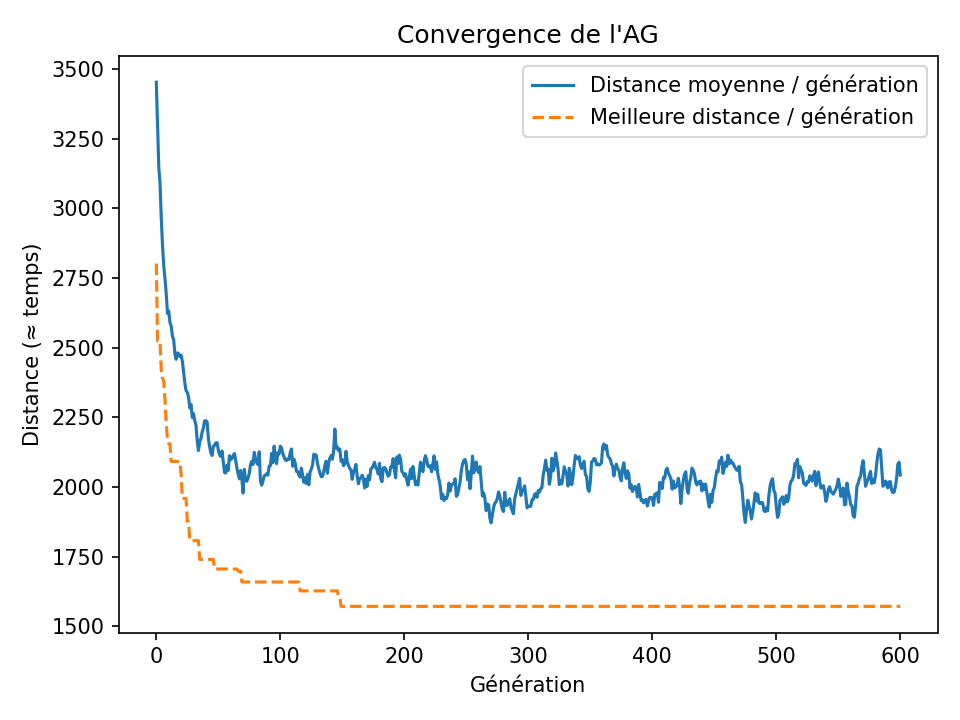 Convergence de l'AG
Distance moyenne / génération
Meilleure distance / génération
Distance (≈ temps)
3500
3250
3000
2750
2500
2250
2000
1750
1500
0 100 200 300 400 500 600
Génération